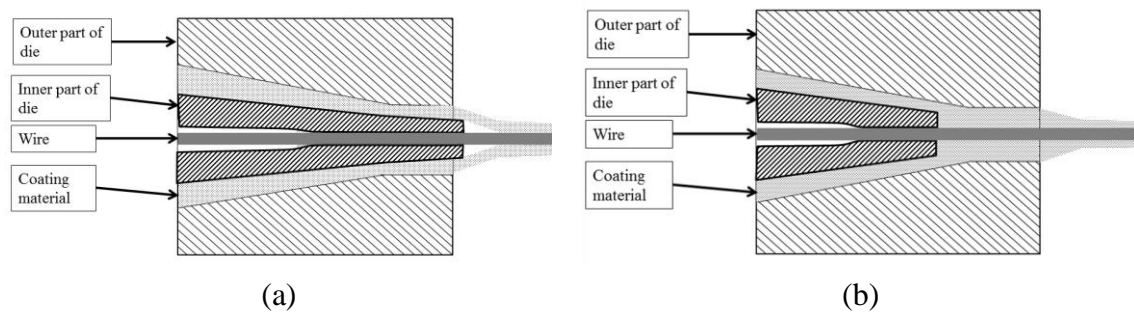 Outer part of
die
Inner part of
die
Wire
Coating
material
(a)
Outer part of
die
Inner part of
die
Wire
Coating
material
(b)